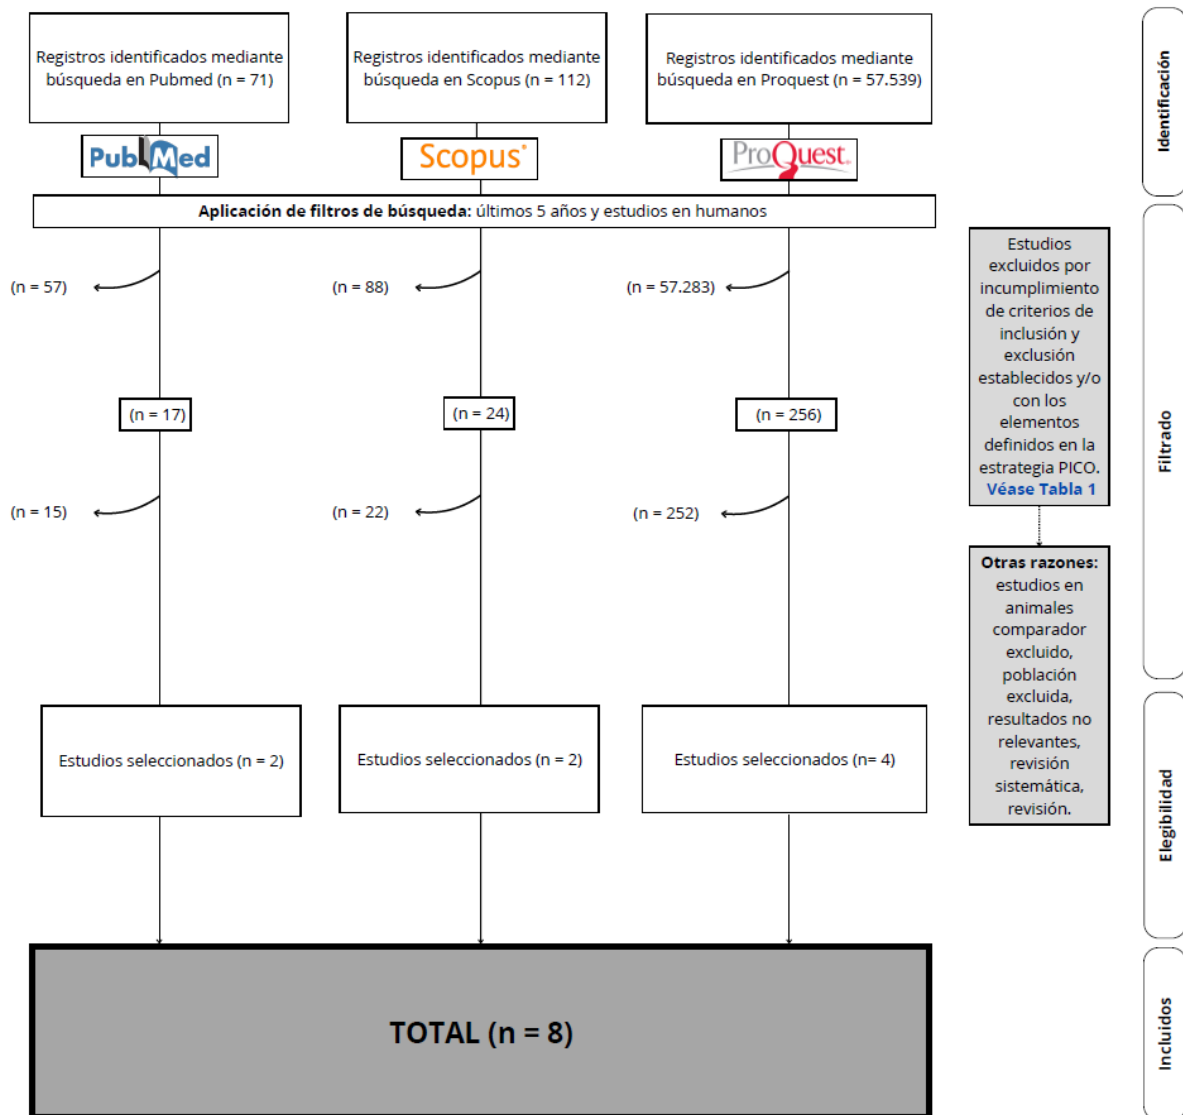 Registros identificados mediante
búsqueda en Pubmed (n = 71)
Registros identificados mediante
búsqueda en Scopus (n = 112)
Registros identificados mediante
búsqueda en Proquest (n = 57.539)
PubMed
Scopus®
ProQuest®
Aplicación de filtros de búsqueda: últimos 5 años y estudios en humanos
(n = 57)
(n = 88)
(n = 57.283)
(n = 17)
(n = 24)
(n = 256)
(n = 15)
(n = 22)
(n = 252)
Estudios seleccionados (n = 2)
Estudios seleccionados (n = 2)
Estudios seleccionados (n= 4)
TOTAL (n = 8)
Estudios
excluidos por
incumplimiento
de criterios de
inclusión y
exclusión
establecidos y/o
con los
elementos
definidos en la
estrategia PICO.
Véase Tabla 1
Otras razones:
estudios en
animales
comparador
excluido,
población
excluida,
resultados no
relevantes,
revisión
sistemática,
revisión.
Identificación
Filtrado
Elegibilidad
Incluidos